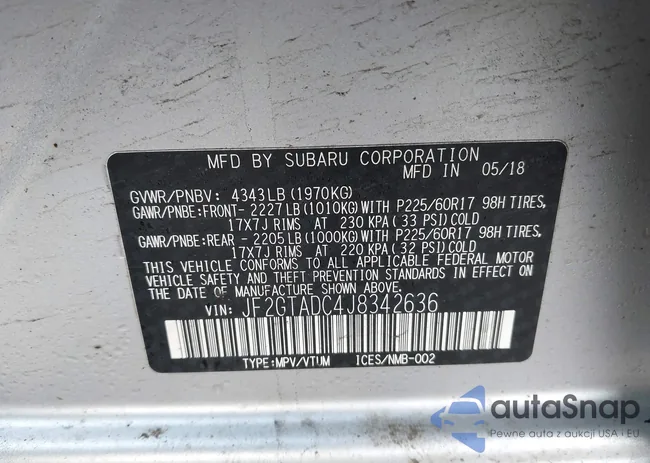 MFD BY SUBARU CORPORATION
MFD IN 05/18
GVWR/PNBV: 4343LB(1970KG)
GAWR/PNBE:FRONT- 2227LB(1010KG)WITH P225/60R17 98H TIRES,
17X7J RIMS AT 230 KPA(33 PSI)COLD
GAWR/PNBE:REAR - 2205LB(1000KG)WITH P225/60R17 98H TIRES,
17X7J RIMS AT 220 KPA(32 PSI)COLD
THIS VEHICLE CONFORMS TO ALL APPLICABLE FEDERAL MOTOR
VEHICLE SAFETY AND THEFT PREVENTION STANDARDS IN EFFECT ON
THE DATE OF MANUFACTURE SHOWN ABOVE.
VIN: JF2GTADC4J8342636
TYPE:MPV/VTUM ICES/NMB-002
autoSnap
Pewne auta z aukcji USA i EU